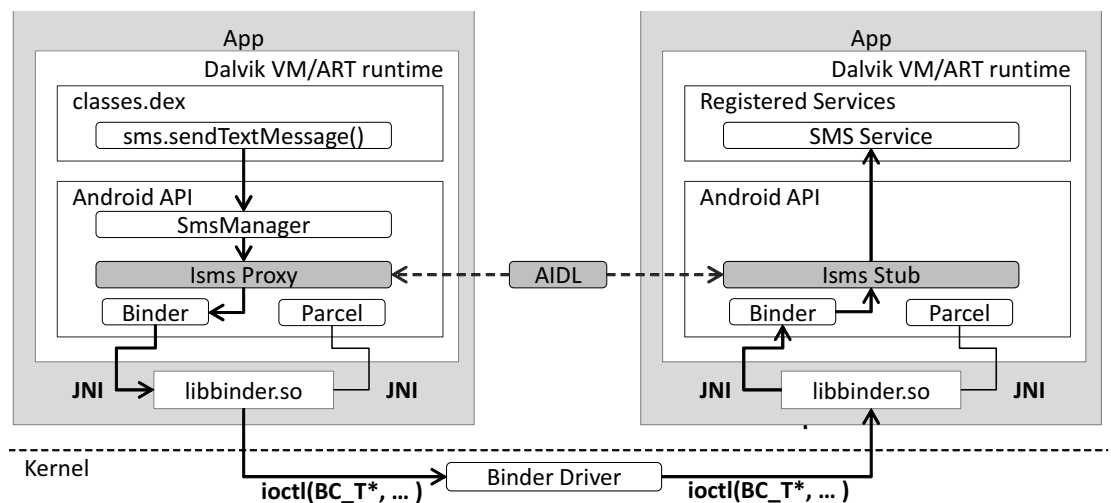 App
Dalvik VM/ART runtime
classes.dex
sms.sendTextMessage()
Android API
SmsManager
Isms Proxy
Binder
Parcel
JNI
libbinder.so
JNI
AIDL
App
Dalvik VM/ART runtime
Registered Services
SMS Service
Android API
Isms Stub
Binder
Parcel
JNI
libbinder.so
JNI
Kernel
Binder Driver
ioctl(BC_T*, ... )
ioctl(BC_T*, ... )